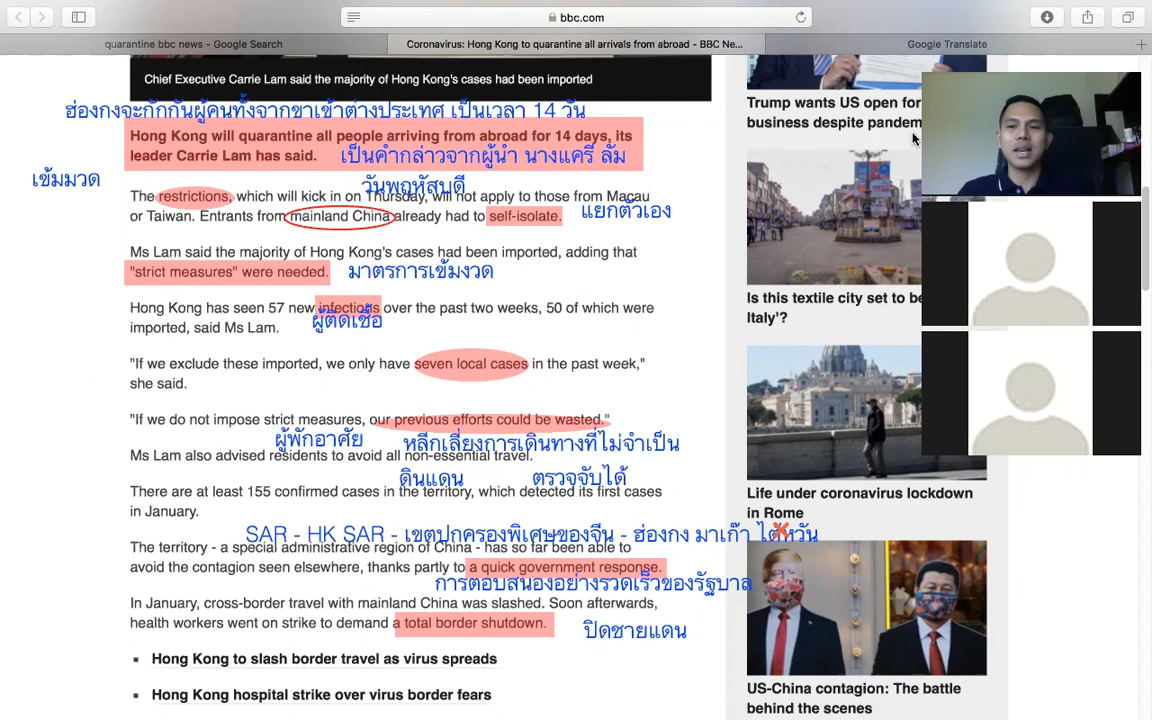 bbc.com
quarantine bbc news - Google Search
Coronavirus: Hong Kong to quarantine all arrivals from abroad - BBC Ne...
Google Translate
Chief Executive Carrie Lam said the majority of Hong Kong's cases had been imported
ฮ่องกงจะกักกันผู้คนทั้งจากขาเข้าต่างประเทศ เป็นเวลา 14 วัน
Hong Kong will quarantine all people arriving from abroad for 14 days, its
leader Carrie Lam has said.
เป็นคำกล่าวจากผู้นำ นางแครี ลัม
เข้มมวด
วันพฤหัสบดี
The restrictions, which will kick in on Thursday, will not apply to those from Macau
or Taiwan. Entrants from mainland China already had to self-isolate.
แยกตัวเอง
Ms Lam said the majority of Hong Kong's cases had been imported, adding that
"strict measures" were needed.
มาตรการเข้มงวด
Hong Kong has seen 57 new infections over the past two weeks, 50 of which were
imported, said Ms Lam.
ผู้ติดเชื้อ
"If we exclude these imported, we only have seven local cases in the past week,"
she said.
"If we do not impose strict measures, our previous efforts could be wasted."
ผู้พักอาศัย
หลีกเลี่ยงการเดินทางที่ไม่จำเป็น
Ms Lam also advised residents to avoid all non-essential travel.
ดินแดน
ตรวจจับได้
There are at least 155 confirmed cases in the territory, which detected its first cases
in January.
SAR - HK SAR - เขตปกครองพิเศษของจีน - ฮ่องกง มาเก๊า ไต้หวัน
The territory - a special administrative region of China - has so far been able to
avoid the contagion seen elsewhere, thanks partly to a quick government response.
การตอบสนองอย่างรวดเร็วของรัฐบาล
In January, cross-border travel with mainland China was slashed. Soon afterwards,
health workers went on strike to demand a total border shutdown.
ปิดชายแดน
Hong Kong to slash border travel as virus spreads
Hong Kong hospital strike over virus border fears
Trump wants US open for
business despite pandem
Is this textile city set to be
Italy'?
Life under coronavirus lockdown
in Rome
US-China contagion: The battle
behind the scenes